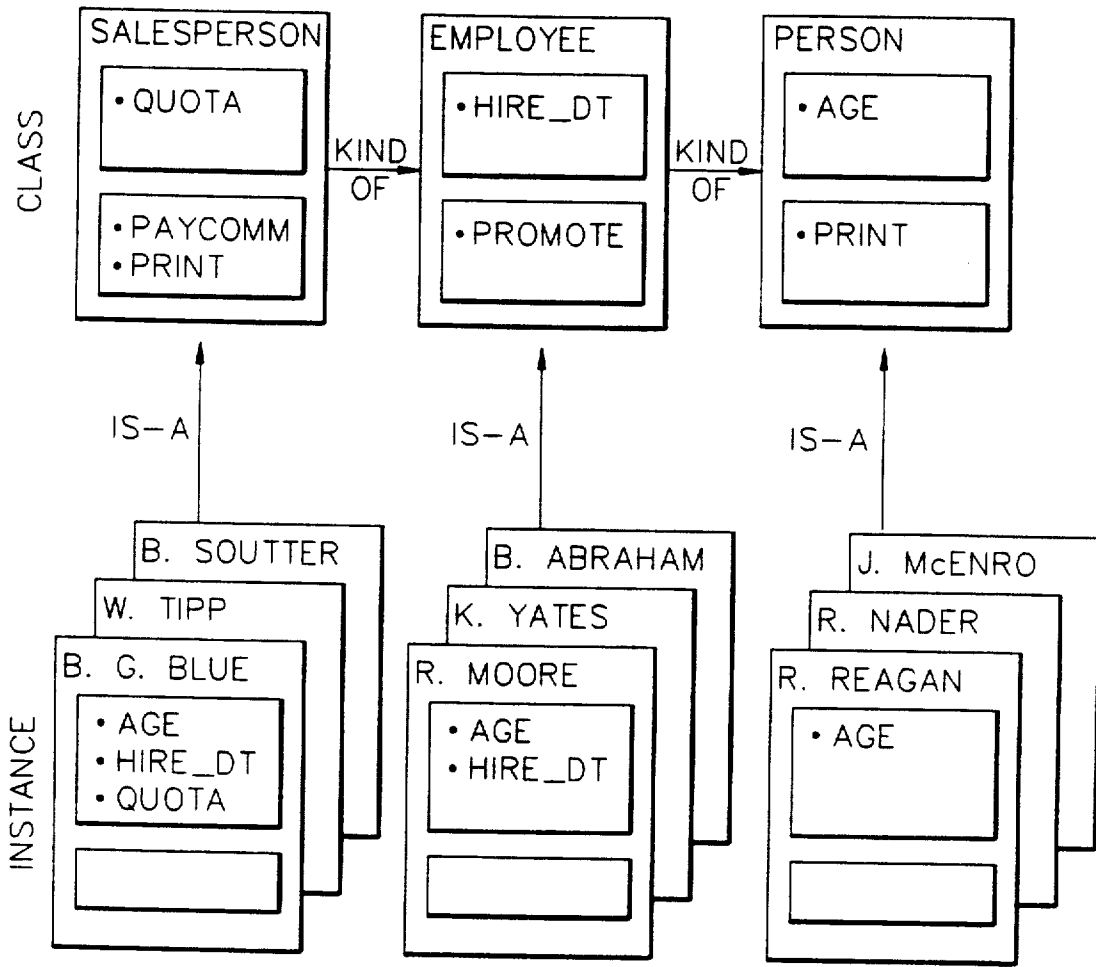 SALESPERSON
• QUOTA
• PAYCOMM
• PRINT
KIND
OF
EMPLOYEE
• HIRE_DT
• PROMOTE
KIND
OF
PERSON
• AGE
• PRINT
CLASS
IS-A
IS-A
IS-A
B. SOUTTER
W. TIPP
B. G. BLUE
• AGE
• HIRE_DT
• QUOTA
B. ABRAHAM
K. YATES
R. MOORE
• AGE
• HIRE_DT
J. McENRO
R. NADER
R. REAGAN
• AGE
INSTANCE